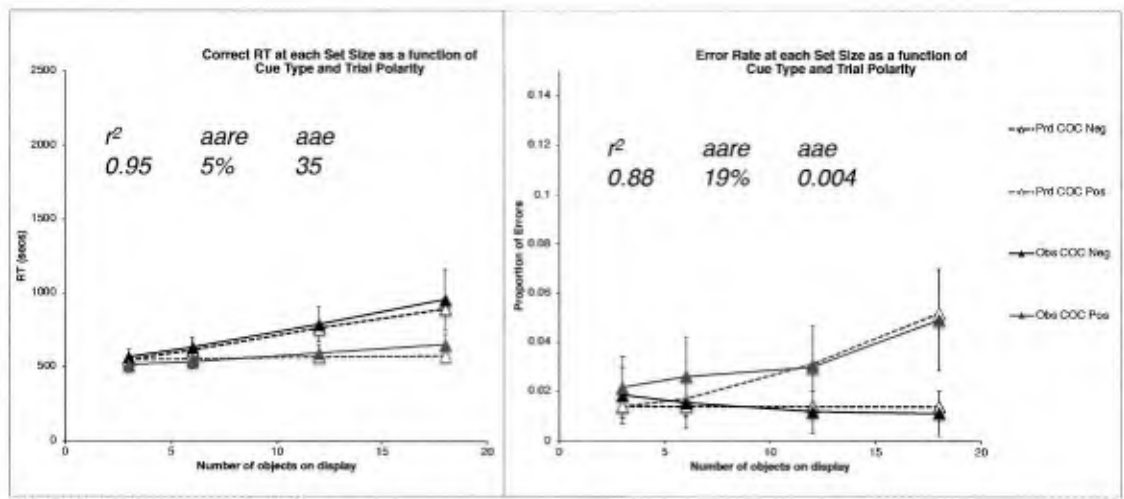 Correct RT at each Set Size as a function of
Cue Type and Trial Polarity
2500
2000
1500
1000
500
0
RT (secs)
r² aare aae
0.95 5% 35
0 5 10 15 20
Number of objects on display
Error Rate at each Set Size as a function of
Cue Type and Trial Polarity
0.14
0.12
0.1
0.08
0.06
0.04
0.02
0
Proportion of Errors
r² aare aae
0.88 19% 0.004
0 5 10 15 20
Number of objects on display
Prd COC Neg
Prd COC Pos
Obs COC Neg
Obs COC Pos